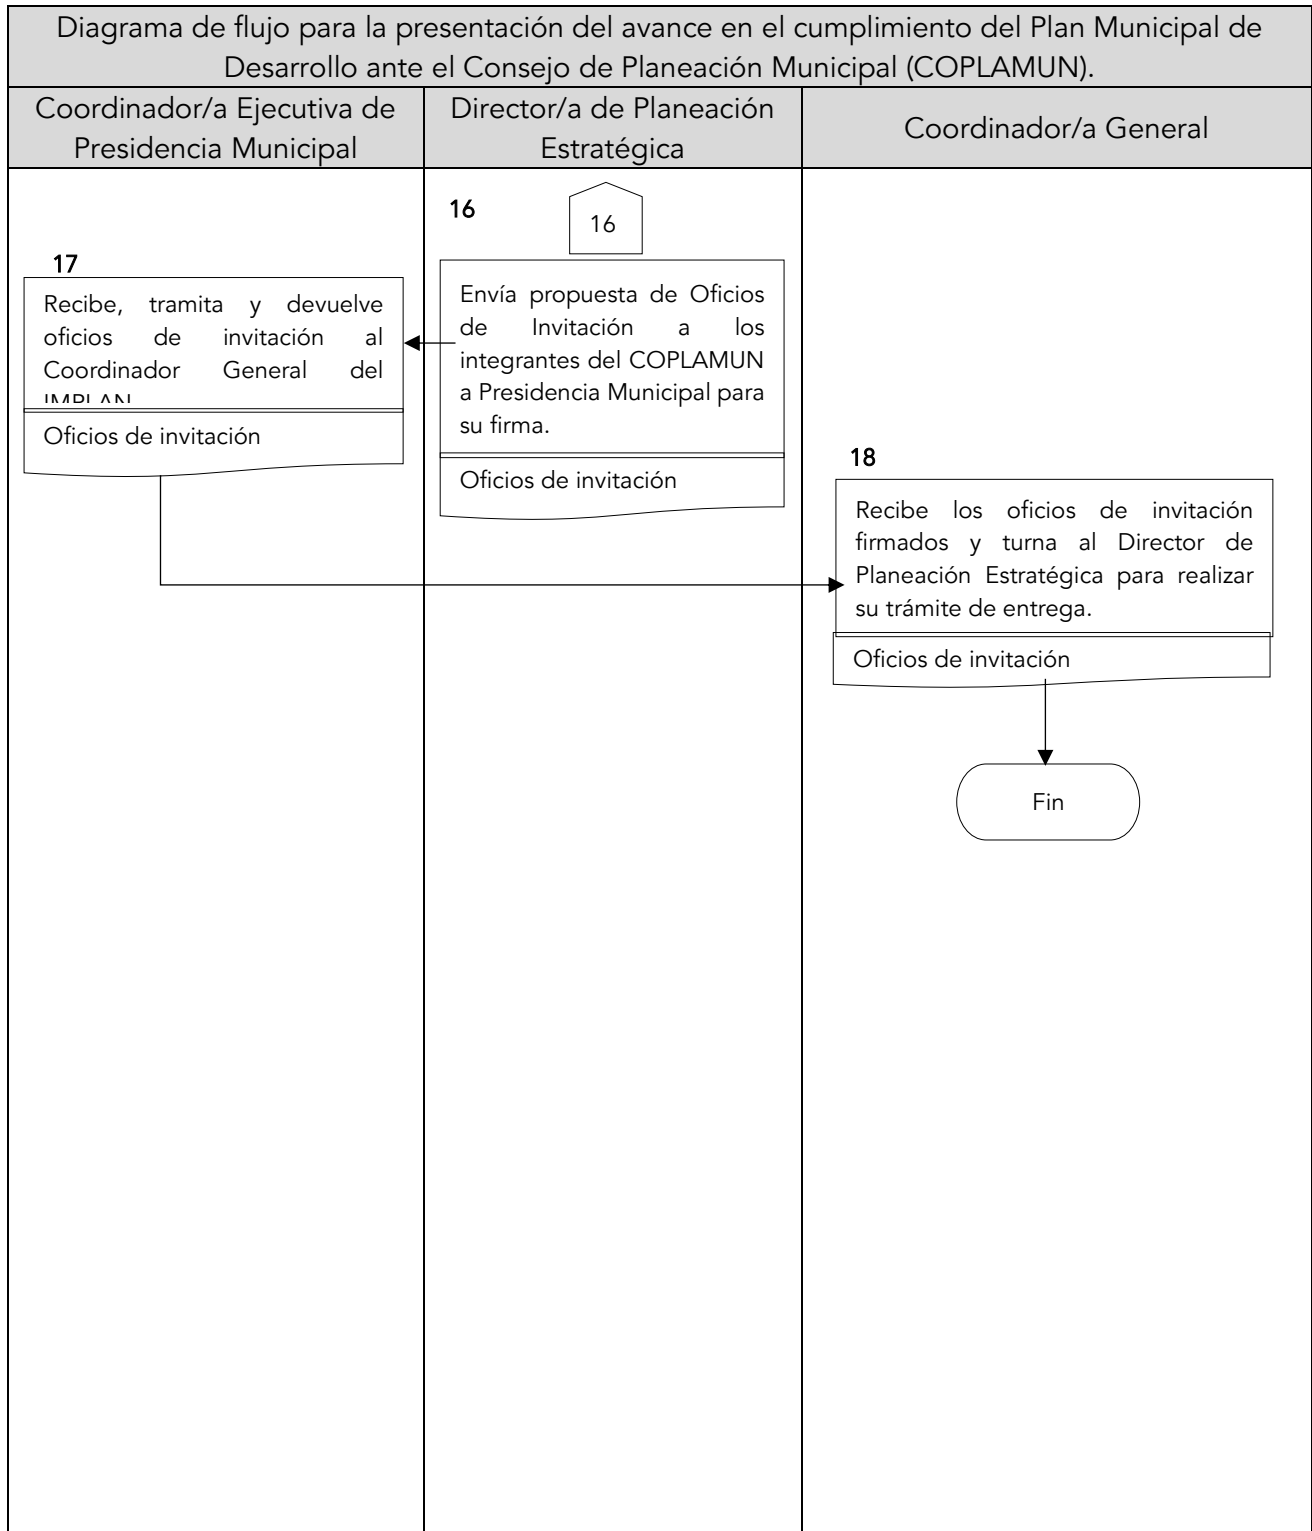 Diagrama de flujo para la presentación del avance en el cumplimiento del Plan Municipal de
Desarrollo ante el Consejo de Planeación Municipal (COPLAMUN).
Coordinador/a Ejecutiva de
Presidencia Municipal
Director/a de Planeación
Estratégica
Coordinador/a General
16
16
Envía propuesta de Oficios
de Invitación a los
integrantes del COPLAMUN
a Presidencia Municipal para
su firma.
Oficios de invitación
17
Recibe, tramita y devuelve
oficios de invitación al
Coordinador General del
IMPLAN
Oficios de invitación
18
Recibe los oficios de invitación
firmados y turna al Director de
Planeación Estratégica para realizar
su trámite de entrega.
Oficios de invitación
Fin